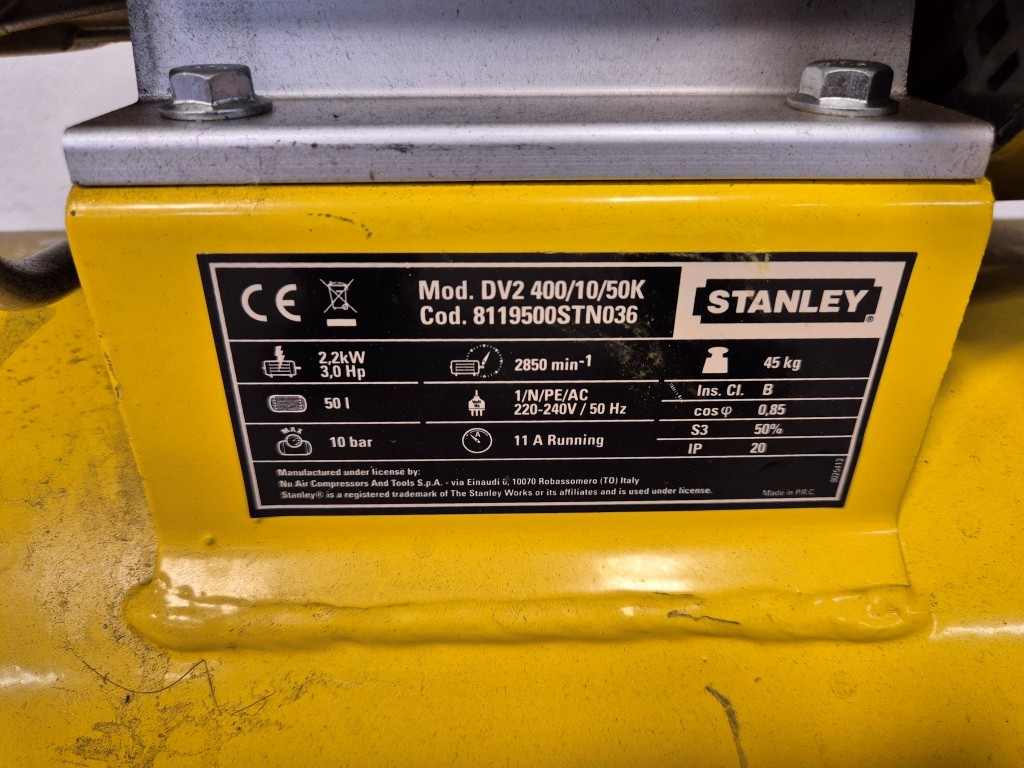 CE
Mod. DV2 400/10/50K
Cod. 8119500STN036
STANLEY®
2,2kW
3,0 Hp
2850 min-1
45 kg
50 l
1/N/PE/AC
220-240V / 50 Hz
Ins. Cl. B
cos φ 0,85
MAX
10 bar
11 A Running
S3 50%
IP 20
Manufactured under license by:
Nu Air Compressors And Tools S.p.A. - via Einaudi 6, 10070 Robassomero (TO) Italy
Stanley® is a registered trademark of The Stanley Works or its affiliates and is used under license.
Made in P.R.C.
9075413